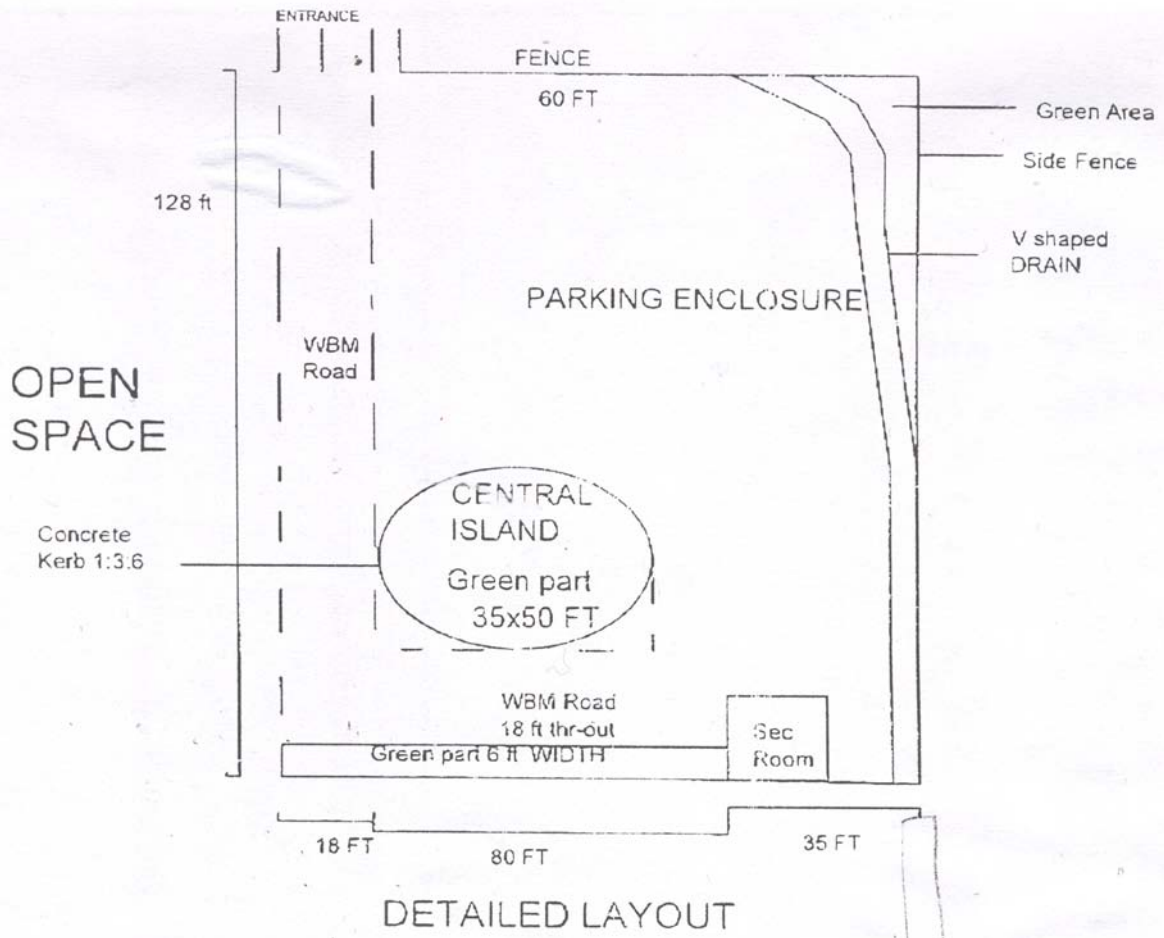 ENTRANCE
FENCE
60 FT
Green Area
Side Fence
128 ft
V shaped
DRAIN
PARKING ENCLOSURE
WBM
Road
OPEN
SPACE
CENTRAL
ISLAND
Concrete
Kerb 1:3:6
Green part
35x50 FT
WBM Road
18 ft thr-out
Green part 6 ft WIDTH
Sec
Room
18 FT
80 FT
35 FT
DETAILED LAYOUT